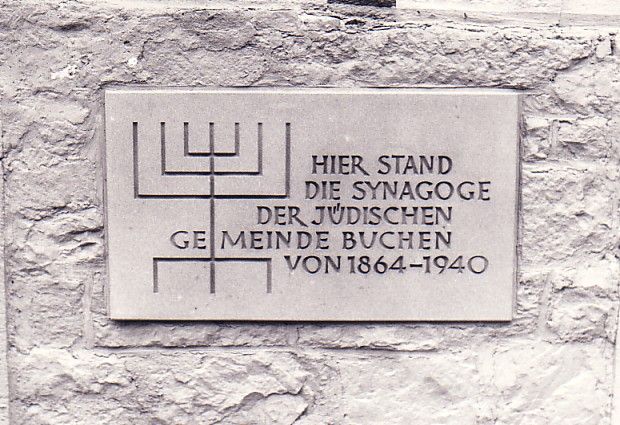 HIER STAND
DIE SYNAGOGE
DER JÜDISCHEN
GEMEINDE BUCHEN
VON 1864-1940